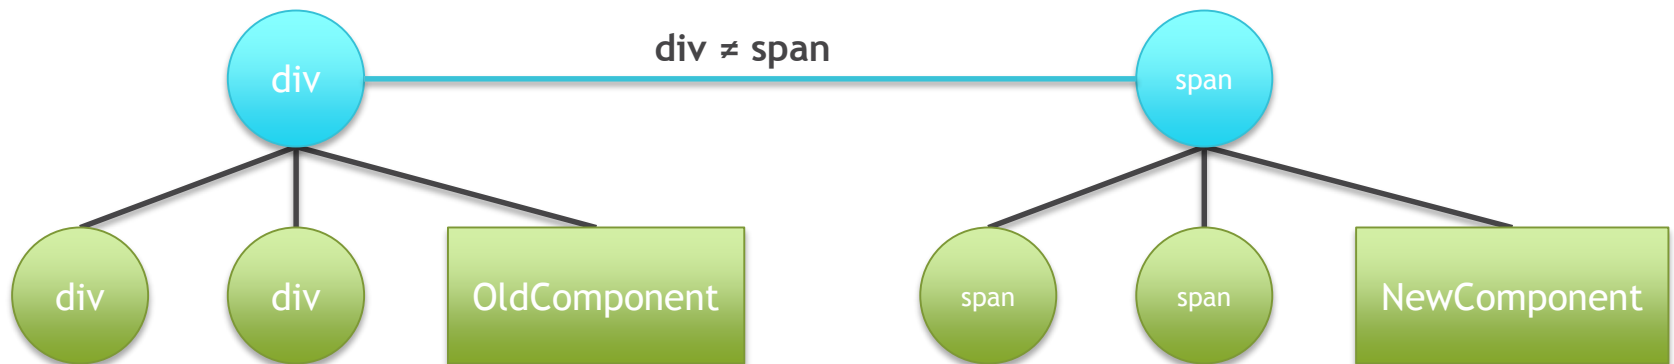 div ≠ span
div
span
div
div
OldComponent
span
span
NewComponent